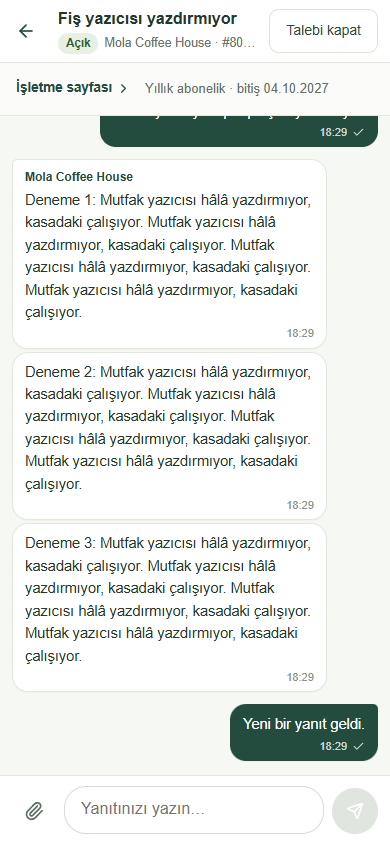 Fiş yazıcısı yazdırmıyor
Açık
Mola Coffee House · #80…
Talebi kapat
İşletme sayfası
Yıllık abonelik · bitiş 04.10.2027
18:29
Mola Coffee House
Deneme 1: Mutfak yazıcısı hâlâ yazdırmıyor,
kasadaki çalışıyor. Mutfak yazıcısı hâlâ
yazdırmıyor, kasadaki çalışıyor. Mutfak
yazıcısı hâlâ yazdırmıyor, kasadaki çalışıyor.
Mutfak yazıcısı hâlâ yazdırmıyor, kasadaki
çalışıyor.
18:29
Deneme 2: Mutfak yazıcısı hâlâ yazdırmıyor,
kasadaki çalışıyor. Mutfak yazıcısı hâlâ
yazdırmıyor, kasadaki çalışıyor. Mutfak
yazıcısı hâlâ yazdırmıyor, kasadaki çalışıyor.
Mutfak yazıcısı hâlâ yazdırmıyor, kasadaki
çalışıyor.
18:29
Deneme 3: Mutfak yazıcısı hâlâ yazdırmıyor,
kasadaki çalışıyor. Mutfak yazıcısı hâlâ
yazdırmıyor, kasadaki çalışıyor. Mutfak
yazıcısı hâlâ yazdırmıyor, kasadaki çalışıyor.
Mutfak yazıcısı hâlâ yazdırmıyor, kasadaki
çalışıyor.
18:29
Yeni bir yanıt geldi.
18:29
Yanıtınızı yazın…